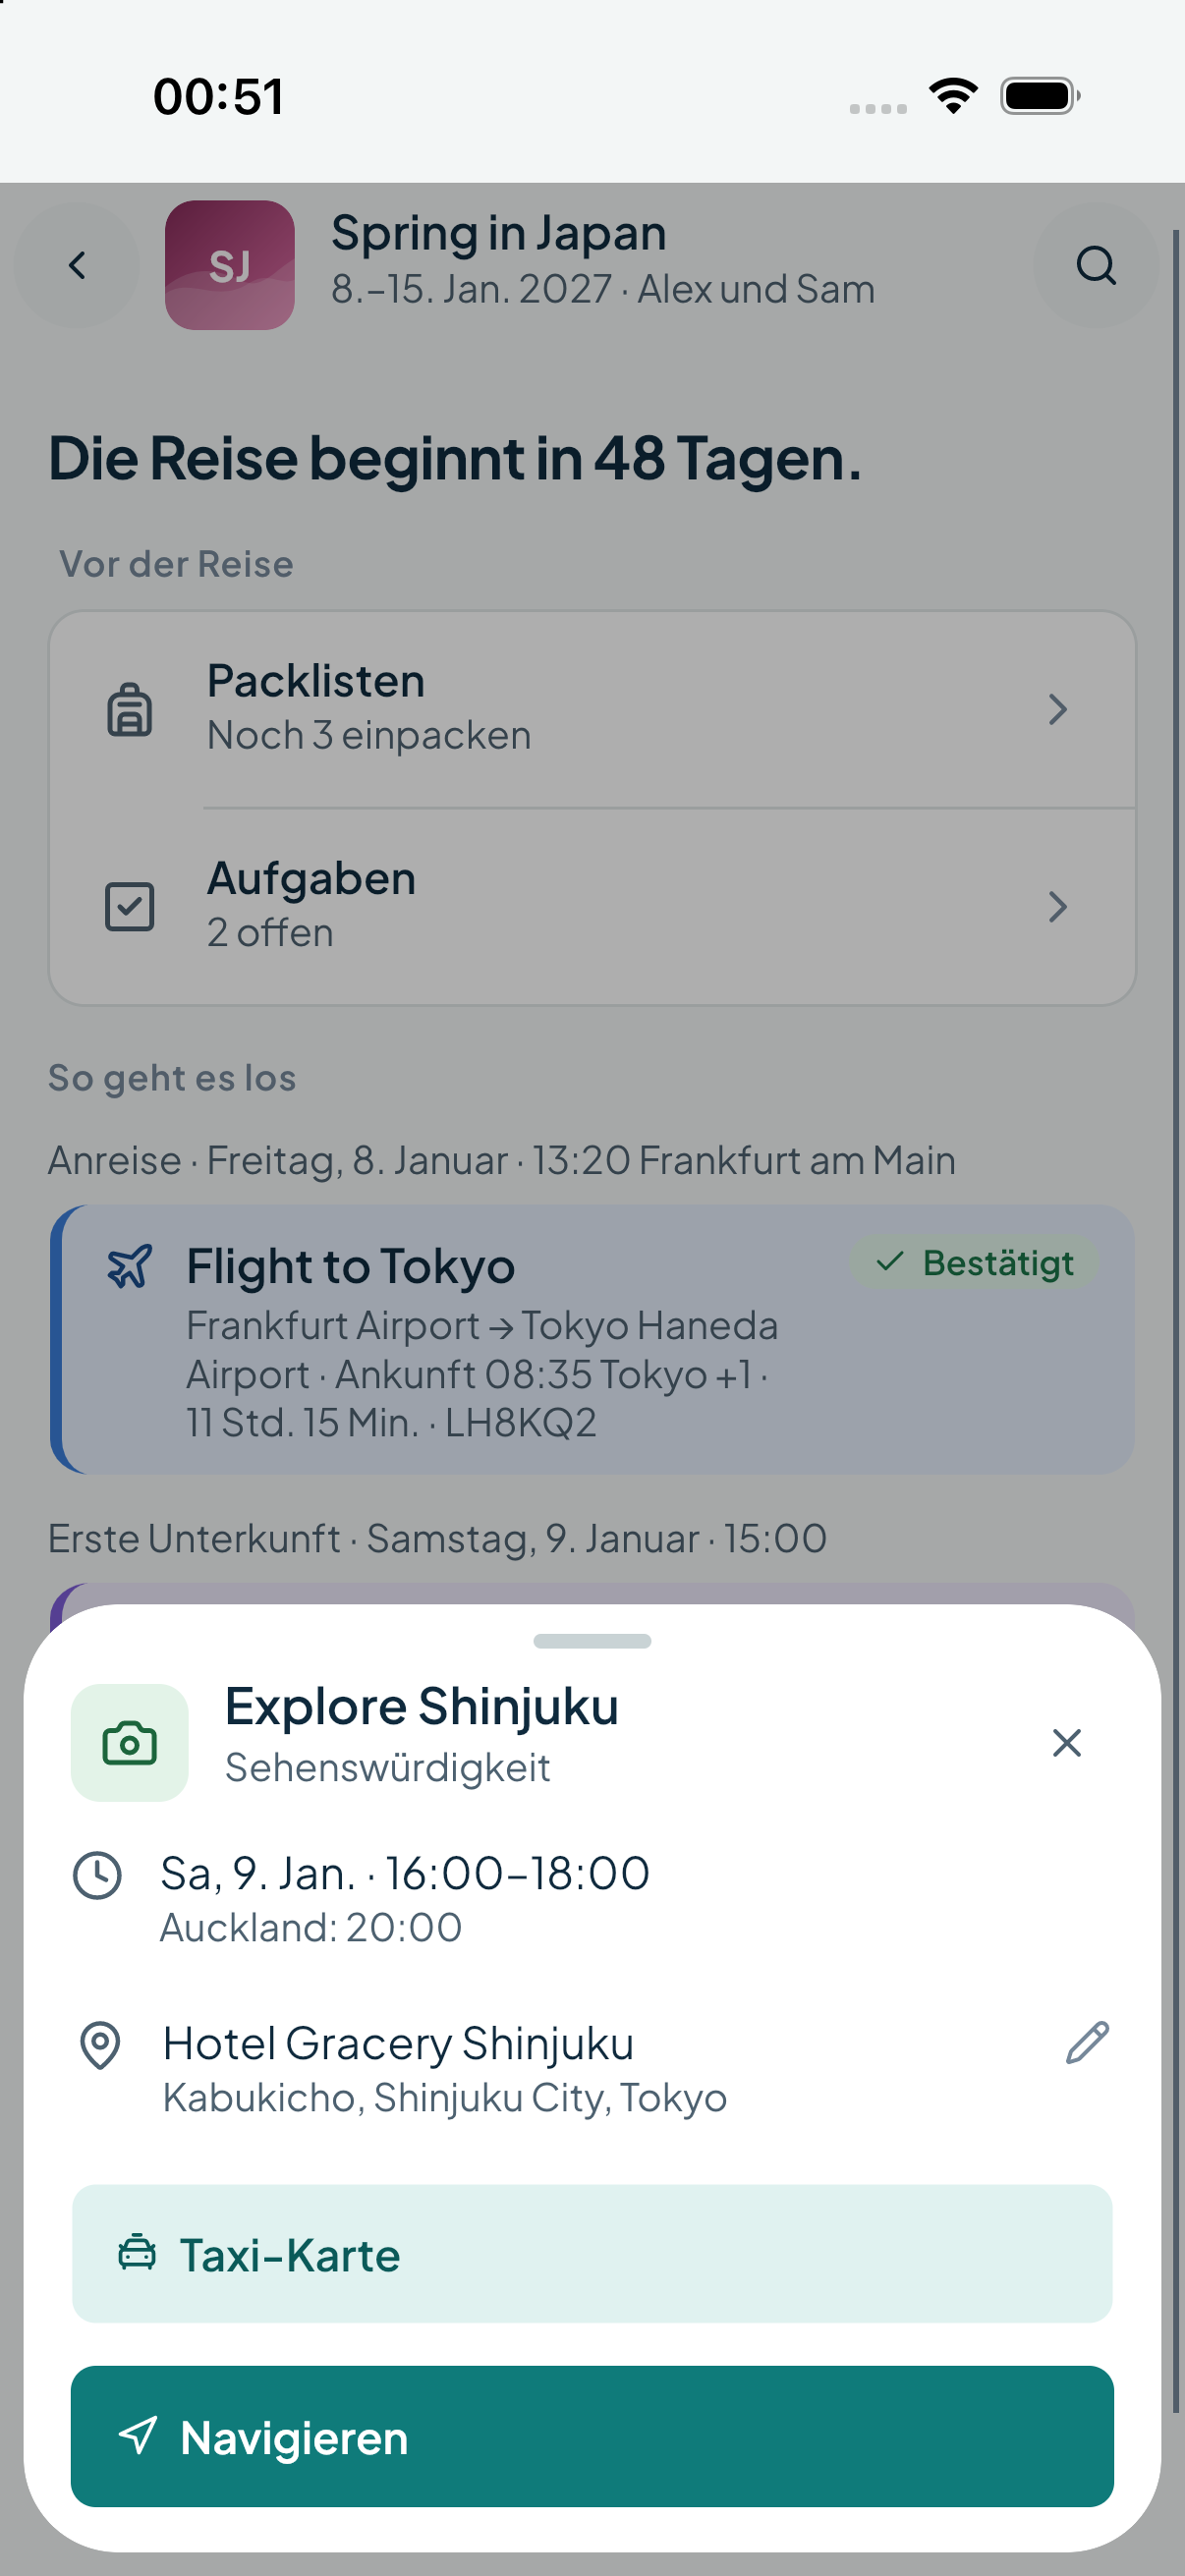 00:51
SJ
Spring in Japan
8.–15. Jan. 2027 · Alex und Sam
Die Reise beginnt in 48 Tagen.
Vor der Reise
Packlisten
Noch 3 einpacken
Aufgaben
2 offen
So geht es los
Anreise · Freitag, 8. Januar · 13:20 Frankfurt am Main
Flight to Tokyo
Bestätigt
Frankfurt Airport → Tokyo Haneda
Airport · Ankunft 08:35 Tokyo +1 ·
11 Std. 15 Min. · LH8KQ2
Erste Unterkunft · Samstag, 9. Januar · 15:00
Explore Shinjuku
Sehenswürdigkeit
Sa, 9. Jan. · 16:00–18:00
Auckland: 20:00
Hotel Gracery Shinjuku
Kabukicho, Shinjuku City, Tokyo
Taxi-Karte
Navigieren